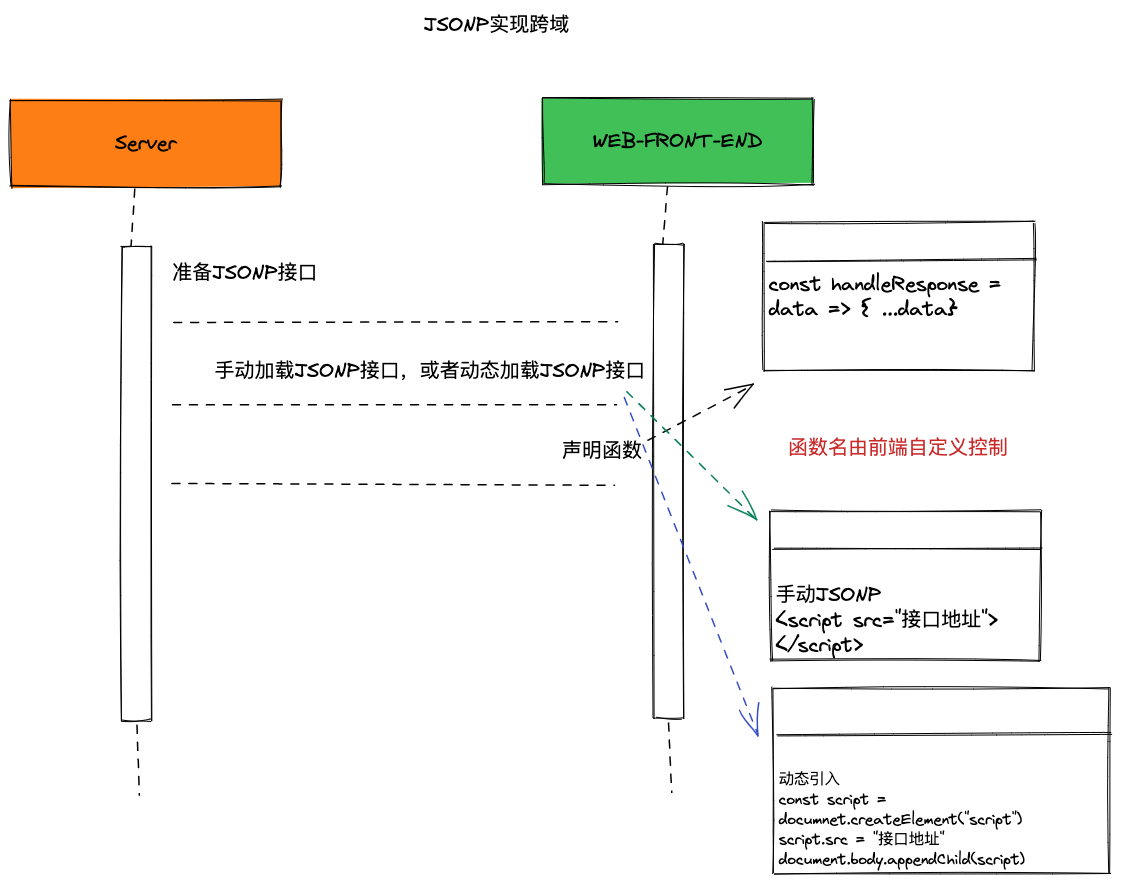 JSONP实现跨域
Server
WEB-FRONT-END
准备JSONP接口
const handleResponse =
data => { ...data}
手动加载JSONP接口，或者动态加载JSONP接口
声明函数
函数名由前端自定义控制
手动JSONP
<script src="接口地址">
</script>
动态引入
const script =
documnet.createElement("script")
script.src = "接口地址"
document.body.appendChild(script)